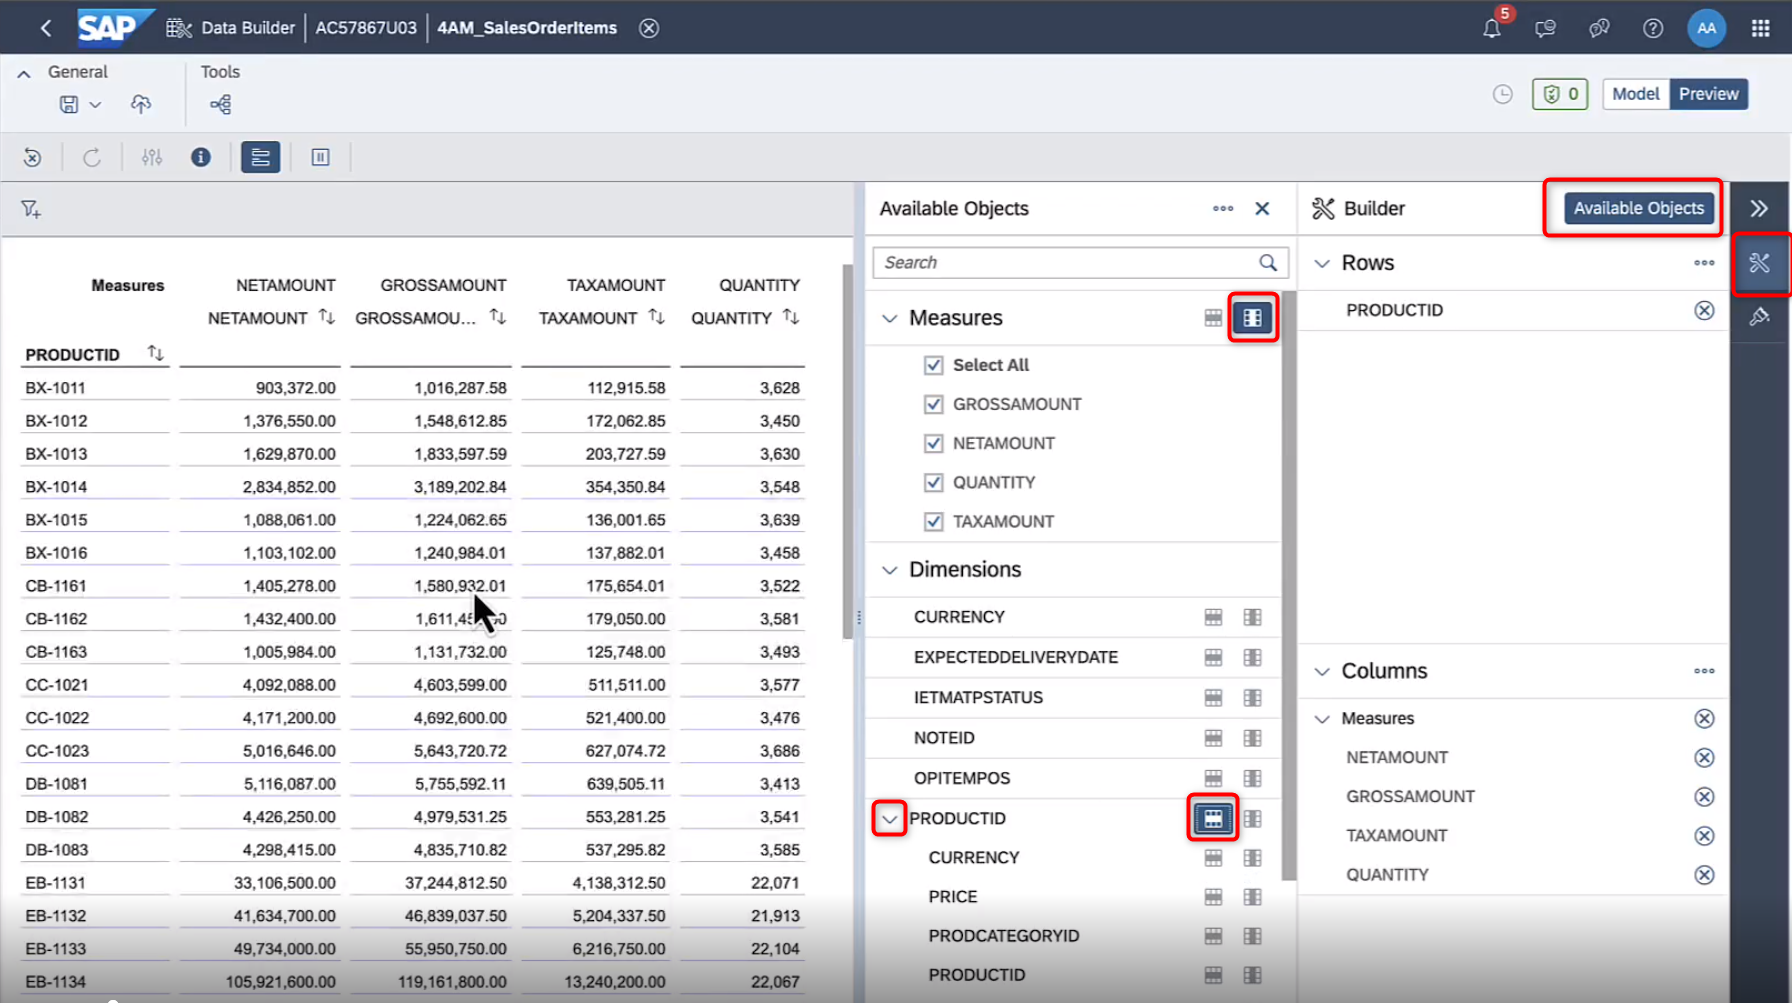 SAP Data Builder AC57867U03 4AM_SalesOrderItems 5 AA
General Tools
0 Model Preview
Available Objects
Builder Available Objects
Search
Rows
PRODUCTID
Measures NETAMOUNT GROSSAMOUNT TAXAMOUNT QUANTITY
NETAMOUNT GROSSAMOU... TAXAMOUNT QUANTITY
PRODUCTID
BX-1011 903,372.00 1,016,287.58 112,915.58 3,628
BX-1012 1,376,550.00 1,548,612.85 172,062.85 3,450
BX-1013 1,629,870.00 1,833,597.59 203,727.59 3,630
BX-1014 2,834,852.00 3,189,202.84 354,350.84 3,548
BX-1015 1,088,061.00 1,224,062.65 136,001.65 3,639
BX-1016 1,103,102.00 1,240,984.01 137,882.01 3,458
CB-1161 1,405,278.00 1,580,932.01 175,654.01 3,522
CB-1162 1,432,400.00 179,050.00 3,581
CB-1163 1,005,984.00 1,131,732.00 125,748.00 3,493
CC-1021 4,092,088.00 4,603,599.00 511,511.00 3,577
CC-1022 4,171,200.00 4,692,600.00 521,400.00 3,476
CC-1023 5,016,646.00 5,643,720.72 627,074.72 3,686
DB-1081 5,116,087.00 5,755,592.11 639,505.11 3,413
DB-1082 4,426,250.00 4,979,531.25 553,281.25 3,541
DB-1083 4,298,415.00 4,835,710.82 537,295.82 3,585
EB-1131 33,106,500.00 37,244,812.50 4,138,312.50 22,071
EB-1132 41,634,700.00 46,839,037.50 5,204,337.50 21,913
EB-1133 49,734,000.00 55,950,750.00 6,216,750.00 22,104
EB-1134 105,921,600.00 119,161,800.00 13,240,200.00 22,067
Measures
Select All
GROSSAMOUNT
NETAMOUNT
QUANTITY
TAXAMOUNT
Dimensions
CURRENCY
EXPECTEDDELIVERYDATE
IETMATPSTATUS
NOTEID
OPITEMPOS
PRODUCTID
CURRENCY
PRICE
PRODCATEGORYID
PRODUCTID
Columns
Measures
NETAMOUNT
GROSSAMOUNT
TAXAMOUNT
QUANTITY